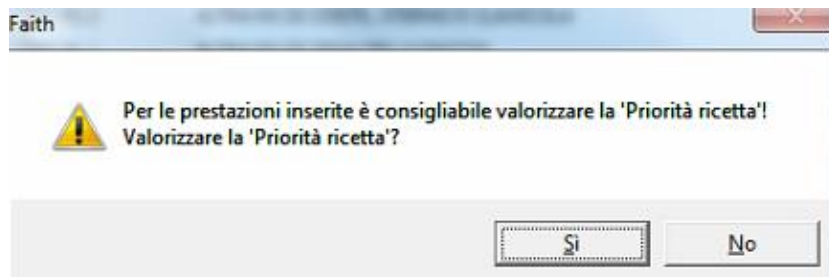 Faith
Per le prestazioni inserite è consigliabile valorizzare la 'Priorità ricetta'!
Valorizzare la 'Priorità ricetta'?
Sì
No